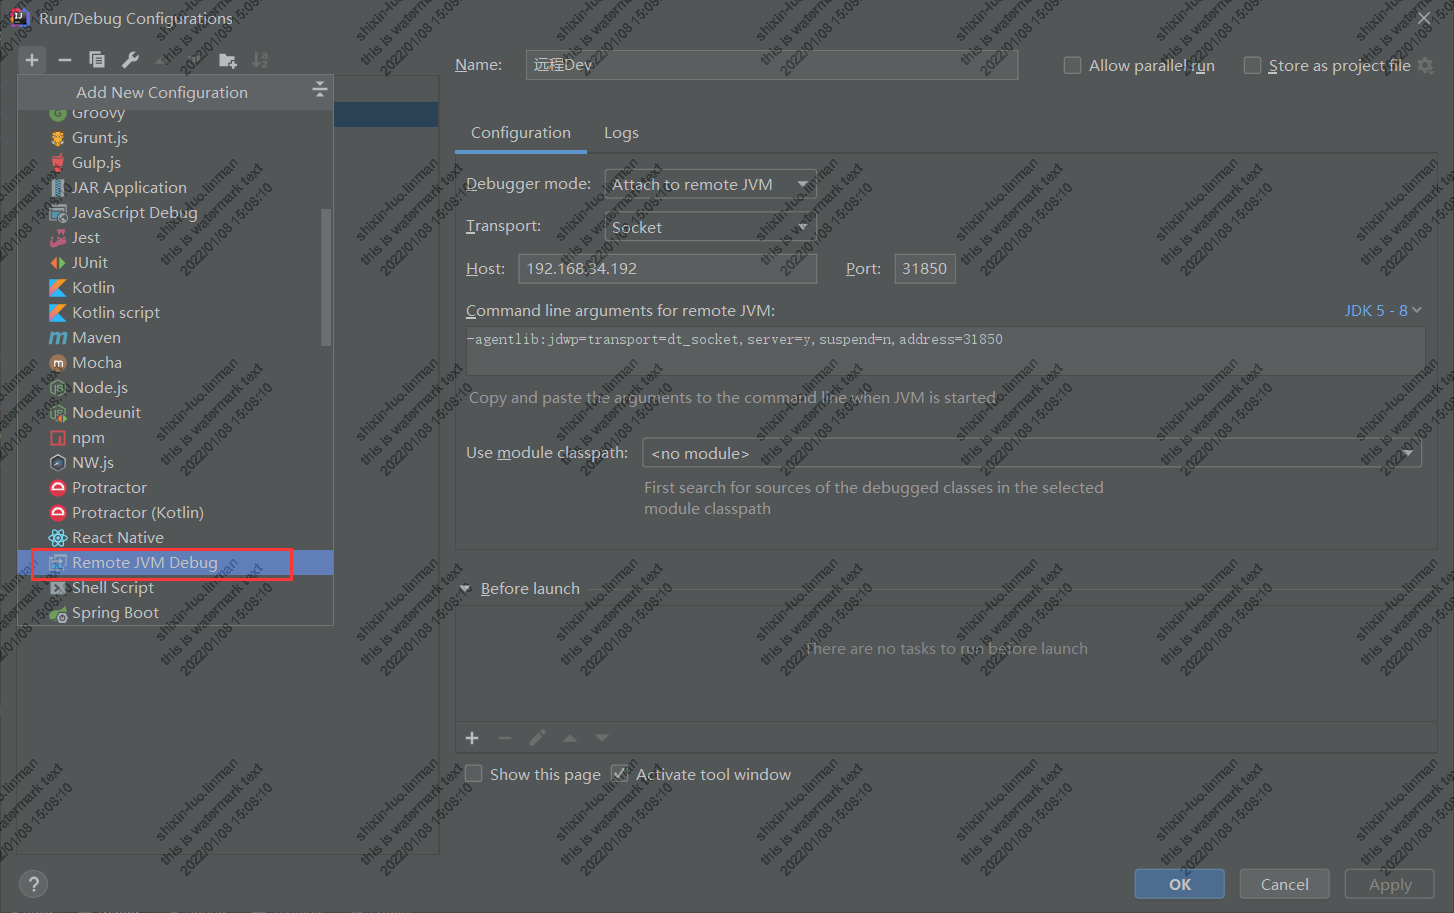 Run/Debug Configurations
Add New Configuration
Groovy
Grunt.js
Gulp.js
JAR Application
JavaScript Debug
Jest
JUnit
Kotlin
Kotlin script
Maven
Mocha
Node.js
Nodeunit
npm
NW.js
Protractor
Protractor (Kotlin)
React Native
Remote JVM Debug
Shell Script
Spring Boot
Name: 远程Dev
Allow parallel run
Store as project file
Configuration Logs
Debugger mode: Attach to remote JVM
Transport: Socket
Host: 192.168.34.192 Port: 31850
Command line arguments for remote JVM: JDK 5 - 8
-agentlib:jdwp=transport=dt_socket,server=y,suspend=n,address=31850
Copy and paste the arguments to the command line when JVM is started
Use module classpath: <no module>
First search for sources of the debugged classes in the selected
module classpath
Before launch
There are no tasks to run before launch
Show this page Activate tool window
? OK Cancel Apply
shixin-luo.linman
this is watermark text
2022/01/08 15:08:10